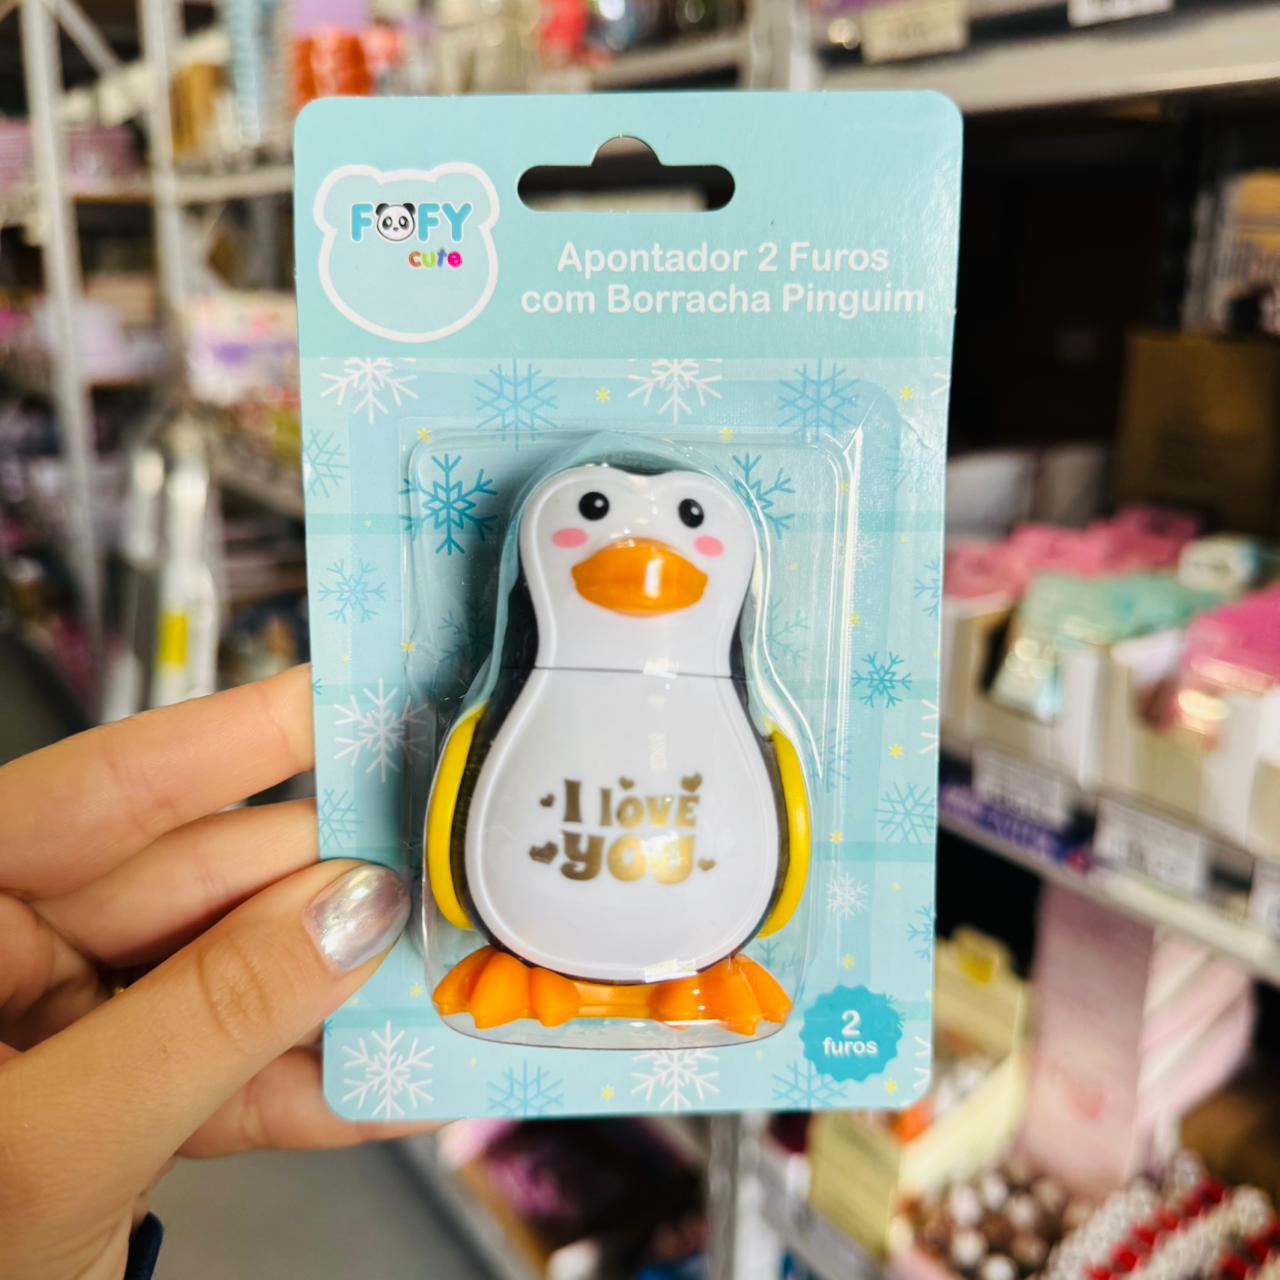 FOFY
cute
Apontador 2 Furos
com Borracha Pinguim
I love
you
2
furos